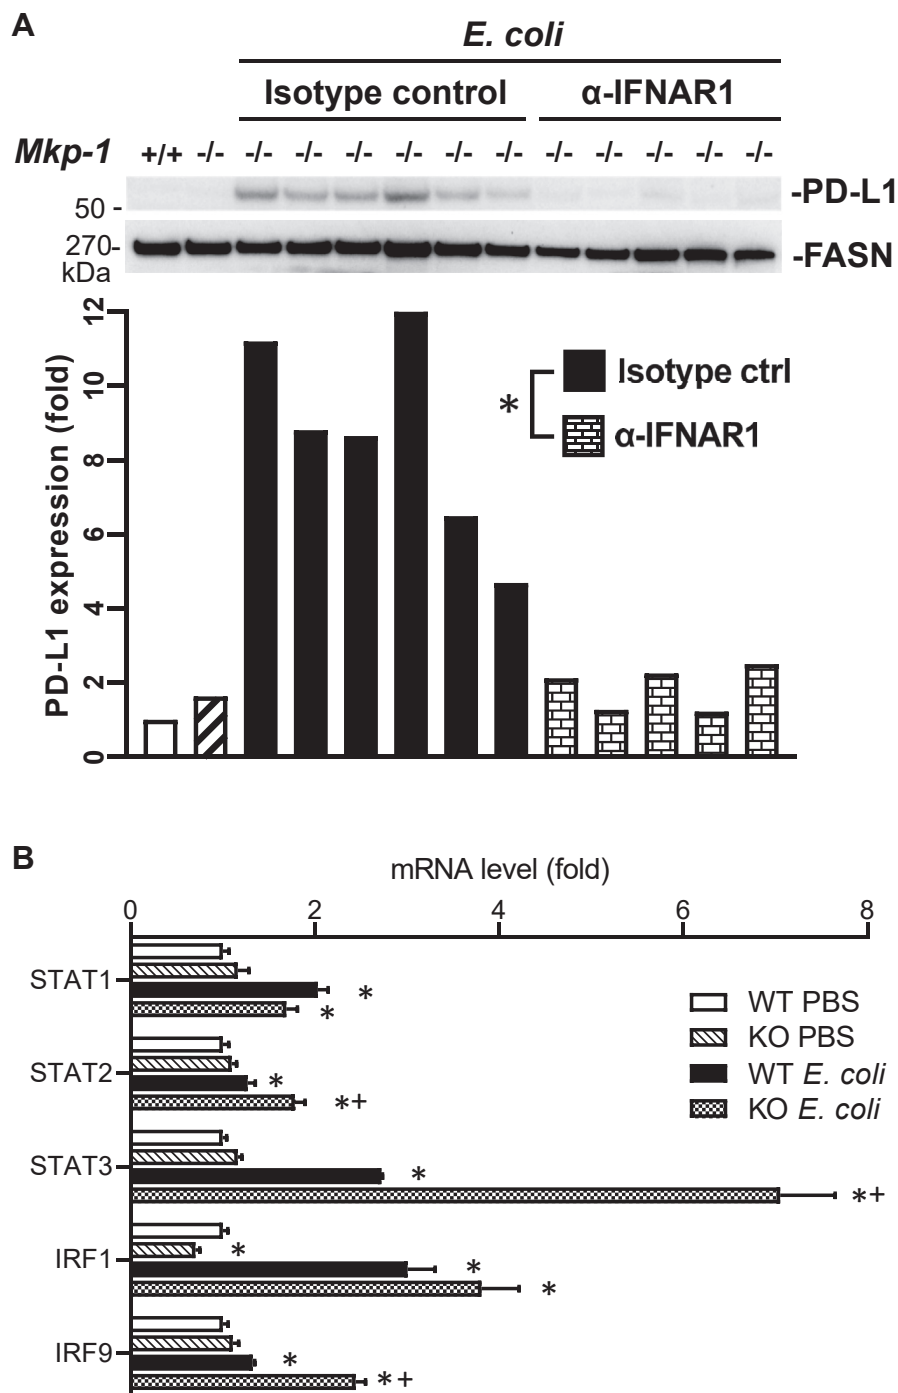 A
E. coli
Isotype control α-IFNAR1
Mkp-1 +/+ -/- -/- -/- -/- -/- -/- -/- -/- -/- -/- -/- -/-
-PD-L1
50 -
270-
kDa
-FASN
PD-L1 expression (fold)
12
10
8
6
4
2
0
Isotype ctrl
*
α-IFNAR1
B
mRNA level (fold)
0 2 4 6 8
STAT1
*
*
STAT2
*
*+
STAT3
*
*+
IRF1
*
*
*
IRF9
*
*+
WT PBS
KO PBS
WT E. coli
KO E. coli